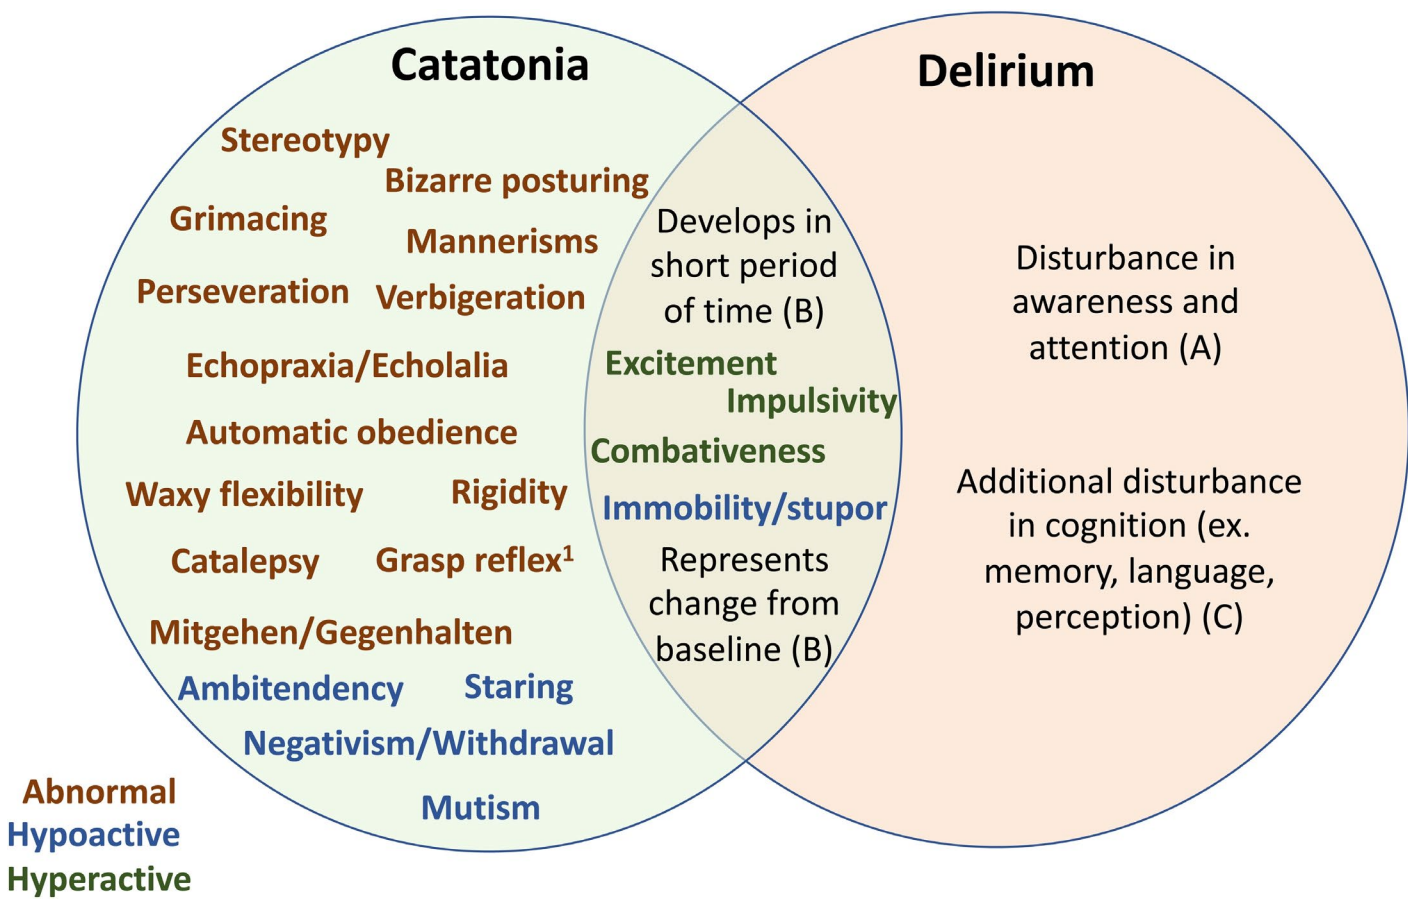 Catatonia
Stereotypy
Bizarre posturing
Grimacing
Mannerisms
Perseveration
Verbigeration
Echopraxia/Echolalia
Automatic obedience
Waxy flexibility
Rigidity
Catalepsy
Grasp reflex¹
Mitgehen/Gegenhalten
Ambitendency
Staring
Negativism/Withdrawal
Mutism
Develops in
short period
of time (B)
Excitement
Impulsivity
Combativeness
Immobility/stupor
Represents
change from
baseline (B)
Delirium
Disturbance in
awareness and
attention (A)
Additional disturbance
in cognition (ex.
memory, language,
perception) (C)
Abnormal
Hypoactive
Hyperactive